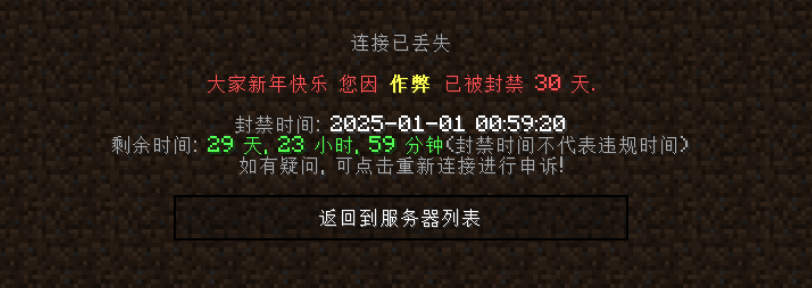 连接已丢失
大家新年快乐 您因 作弊 已被封禁 30 天.
封禁时间: 2025-01-01 00:59:20
剩余时间: 29 天, 23 小时, 59 分钟(封禁时间不代表违规时间)
如有疑问, 可点击重新连接进行申诉!
返回到服务器列表